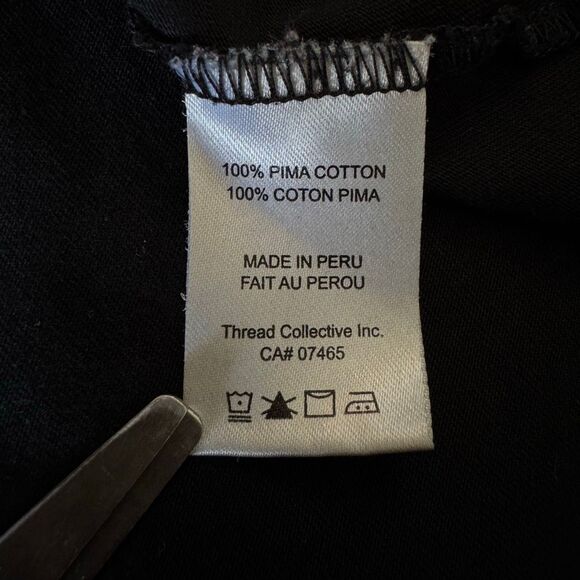 100% PIMA COTTON
100% COTON PIMA
MADE IN PERU
FAIT AU PEROU
Thread Collective Inc.
CA# 07465